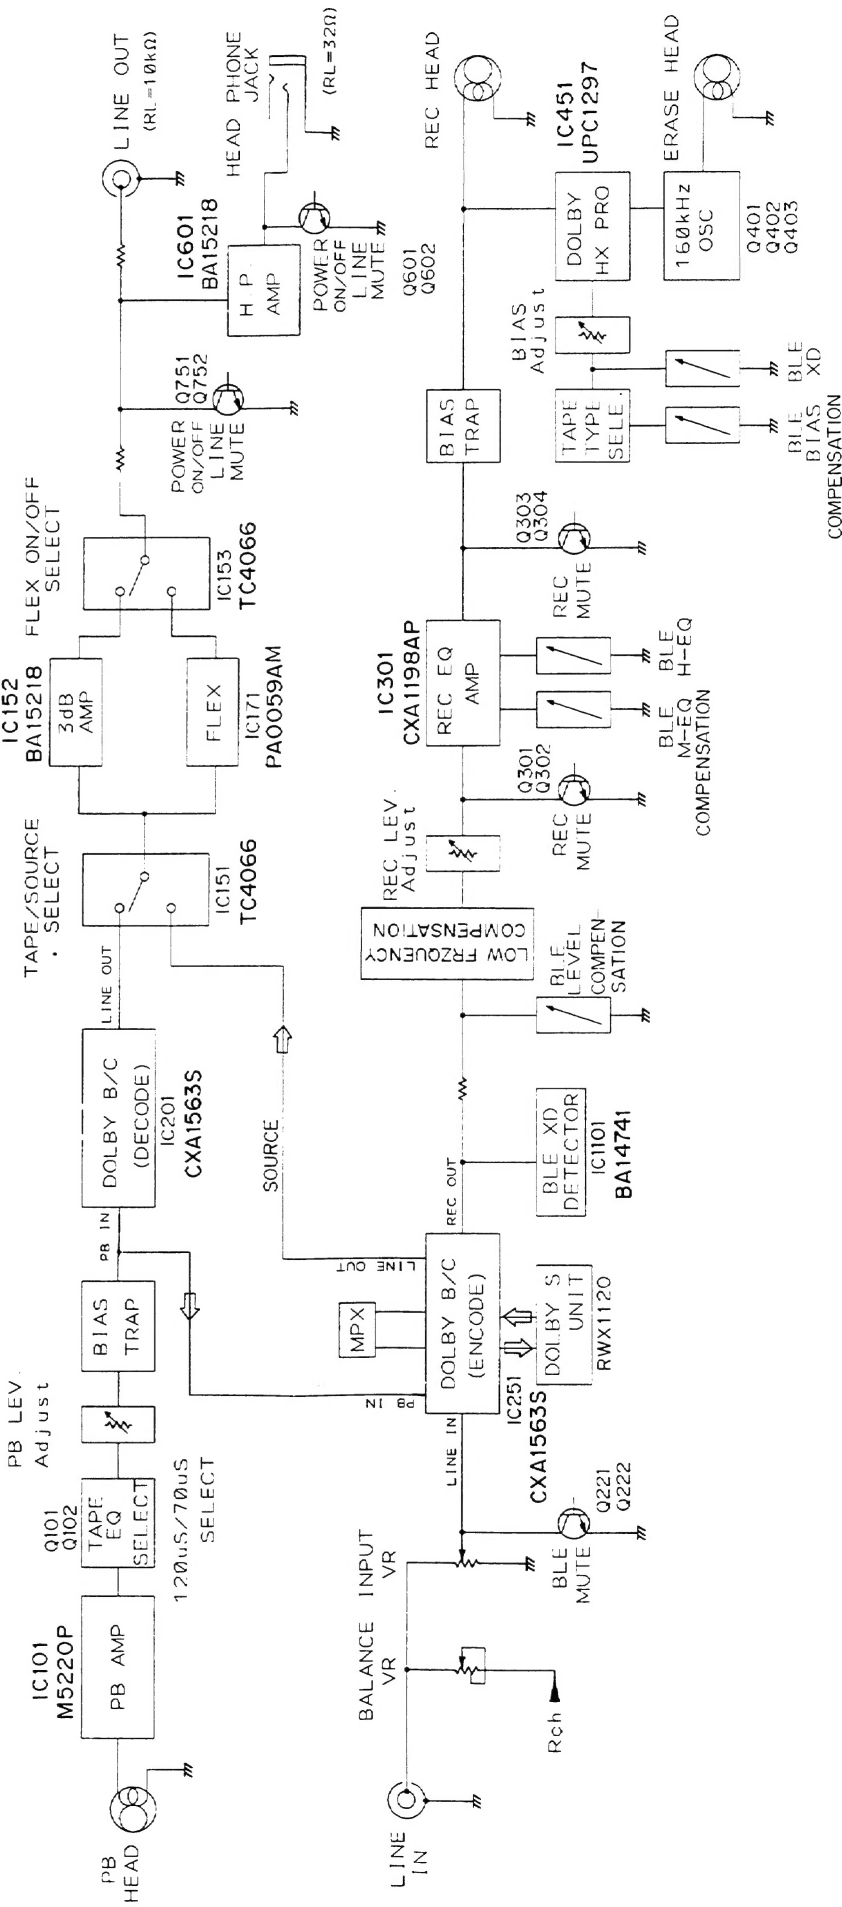 PB
HEAD
IC101
M5220P
PB AMP
Q101
Q102
TAPE
EQ
SELECT
120uS/70uS
SELECT
PB LEV.
Adjust
BIAS
TRAP
PB IN
DOLBY B/C
(DECODE)
IC201
CXA1563S
LINE OUT
TAPE/SOURCE
SELECT
IC151
TC4066
IC152
BA15218
3dB
AMP
FLEX
IC171
PA0059AM
FLEX ON/OFF
SELECT
IC153
TC4066
Q751
Q752
POWER
ON/OFF
LINE
MUTE
IC601
BA15218
H.P.
AMP
POWER
ON/OFF
LINE
MUTE
Q601
Q602
LINE OUT
(RL=10kΩ)
HEAD PHONE
JACK
(RL=32Ω)
SOURCE
LINE
IN
BALANCE
VR
Rch
INPUT
VR
BLE
MUTE
Q221
Q222
LINE IN
PB IN
LINE OUT
MPX
DOLBY B/C
(ENCODE)
IC251
CXA1563S
DOLBY S
UNIT
RWX1120
REC OUT
BLE XD
DETECTOR
IC1101
BA14741
BLE
LEVEL
COMPEN-
SATION
LOW FRZQUENCY
COMPENSATION
REC LEV.
Adjust
REC
MUTE
Q301
Q302
IC301
CXA1198AP
REC EQ
AMP
BLE
M-EQ
COMPENSATION
BLE
H-EQ
REC
MUTE
Q303
Q304
BIAS
TRAP
TAPE
TYPE
SELE.
BLE
BIAS
COMPENSATION
BLE
XD
BIAS
Adjust
DOLBY
HX PRO
IC451
UPC1297
160kHz
OSC
Q401
Q402
Q403
REC HEAD
ERASE HEAD